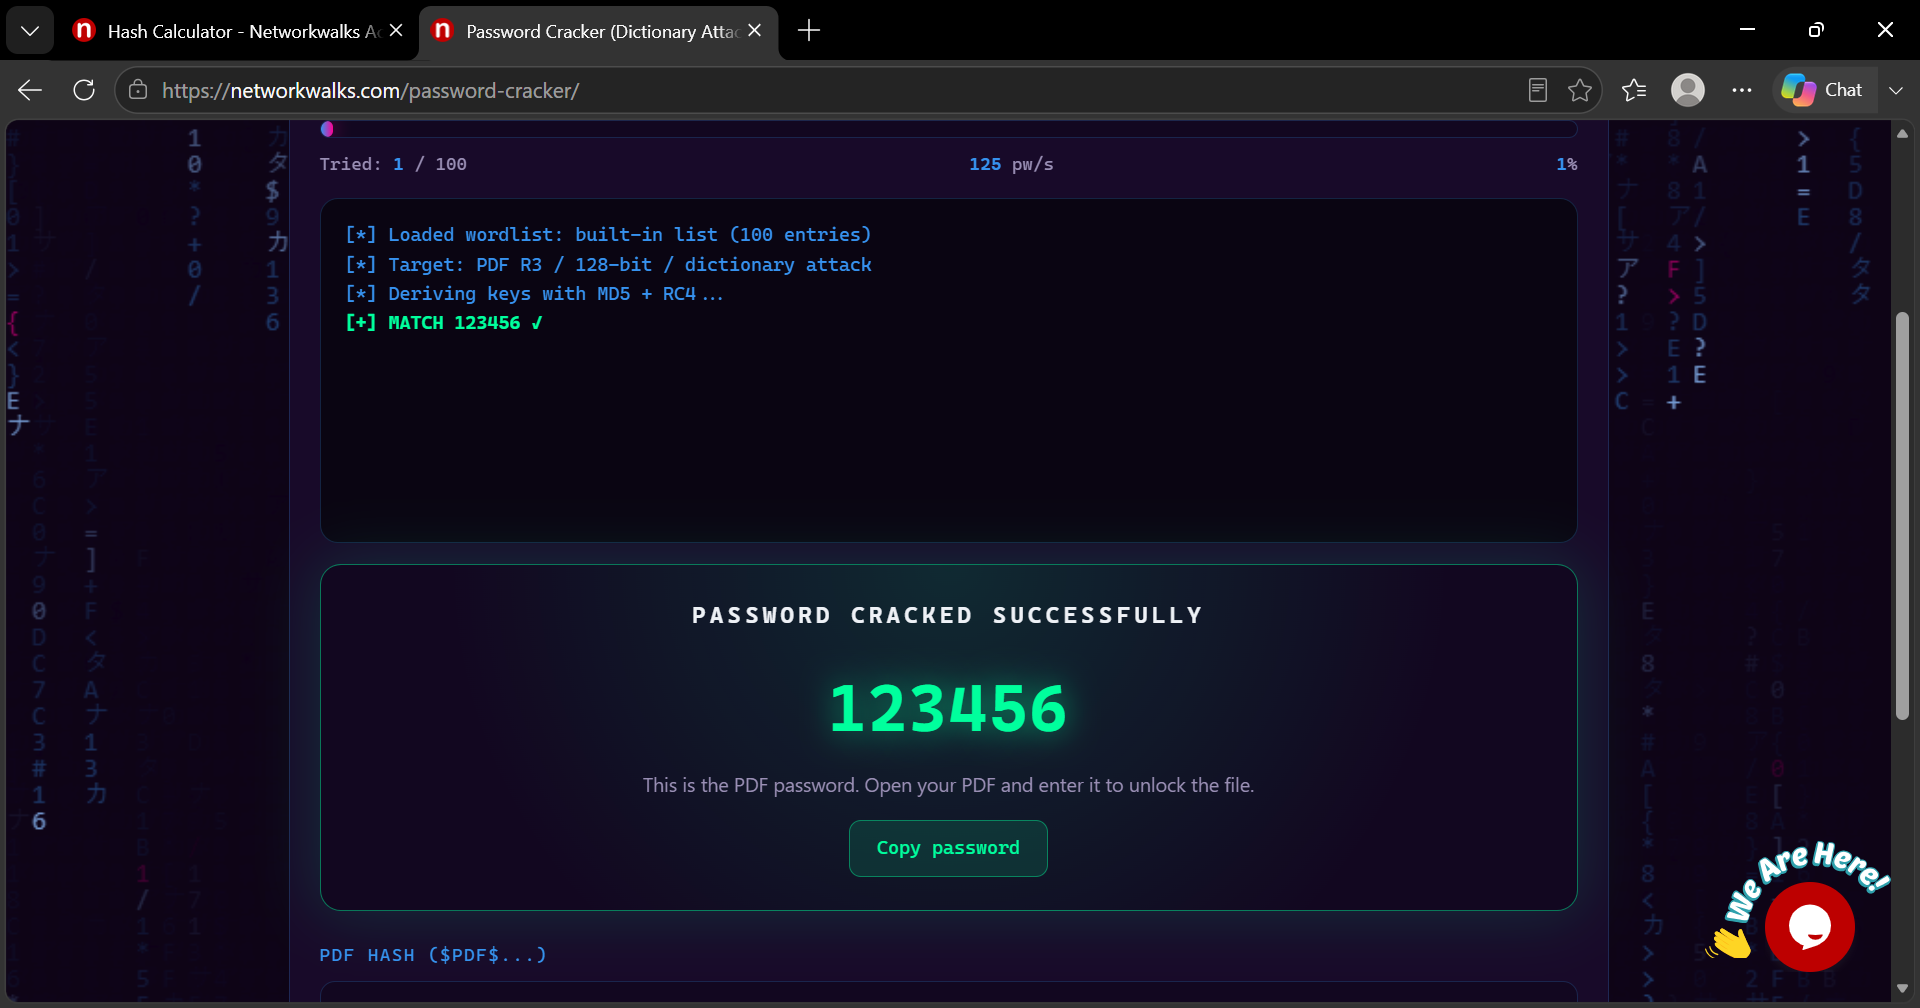 Hash Calculator - Networkwalks A
Password Cracker (Dictionary Atta
https://networkwalks.com/password-cracker/
Chat
Tried: 1 / 100
125 pw/s
1%
[*] Loaded wordlist: built-in list (100 entries)
[*] Target: PDF R3 / 128-bit / dictionary attack
[*] Deriving keys with MD5 + RC4...
[+] MATCH 123456 ✓
PASSWORD CRACKED SUCCESSFULLY
123456
This is the PDF password. Open your PDF and enter it to unlock the file.
Copy password
PDF HASH ($PDF$...)
We Are Here!